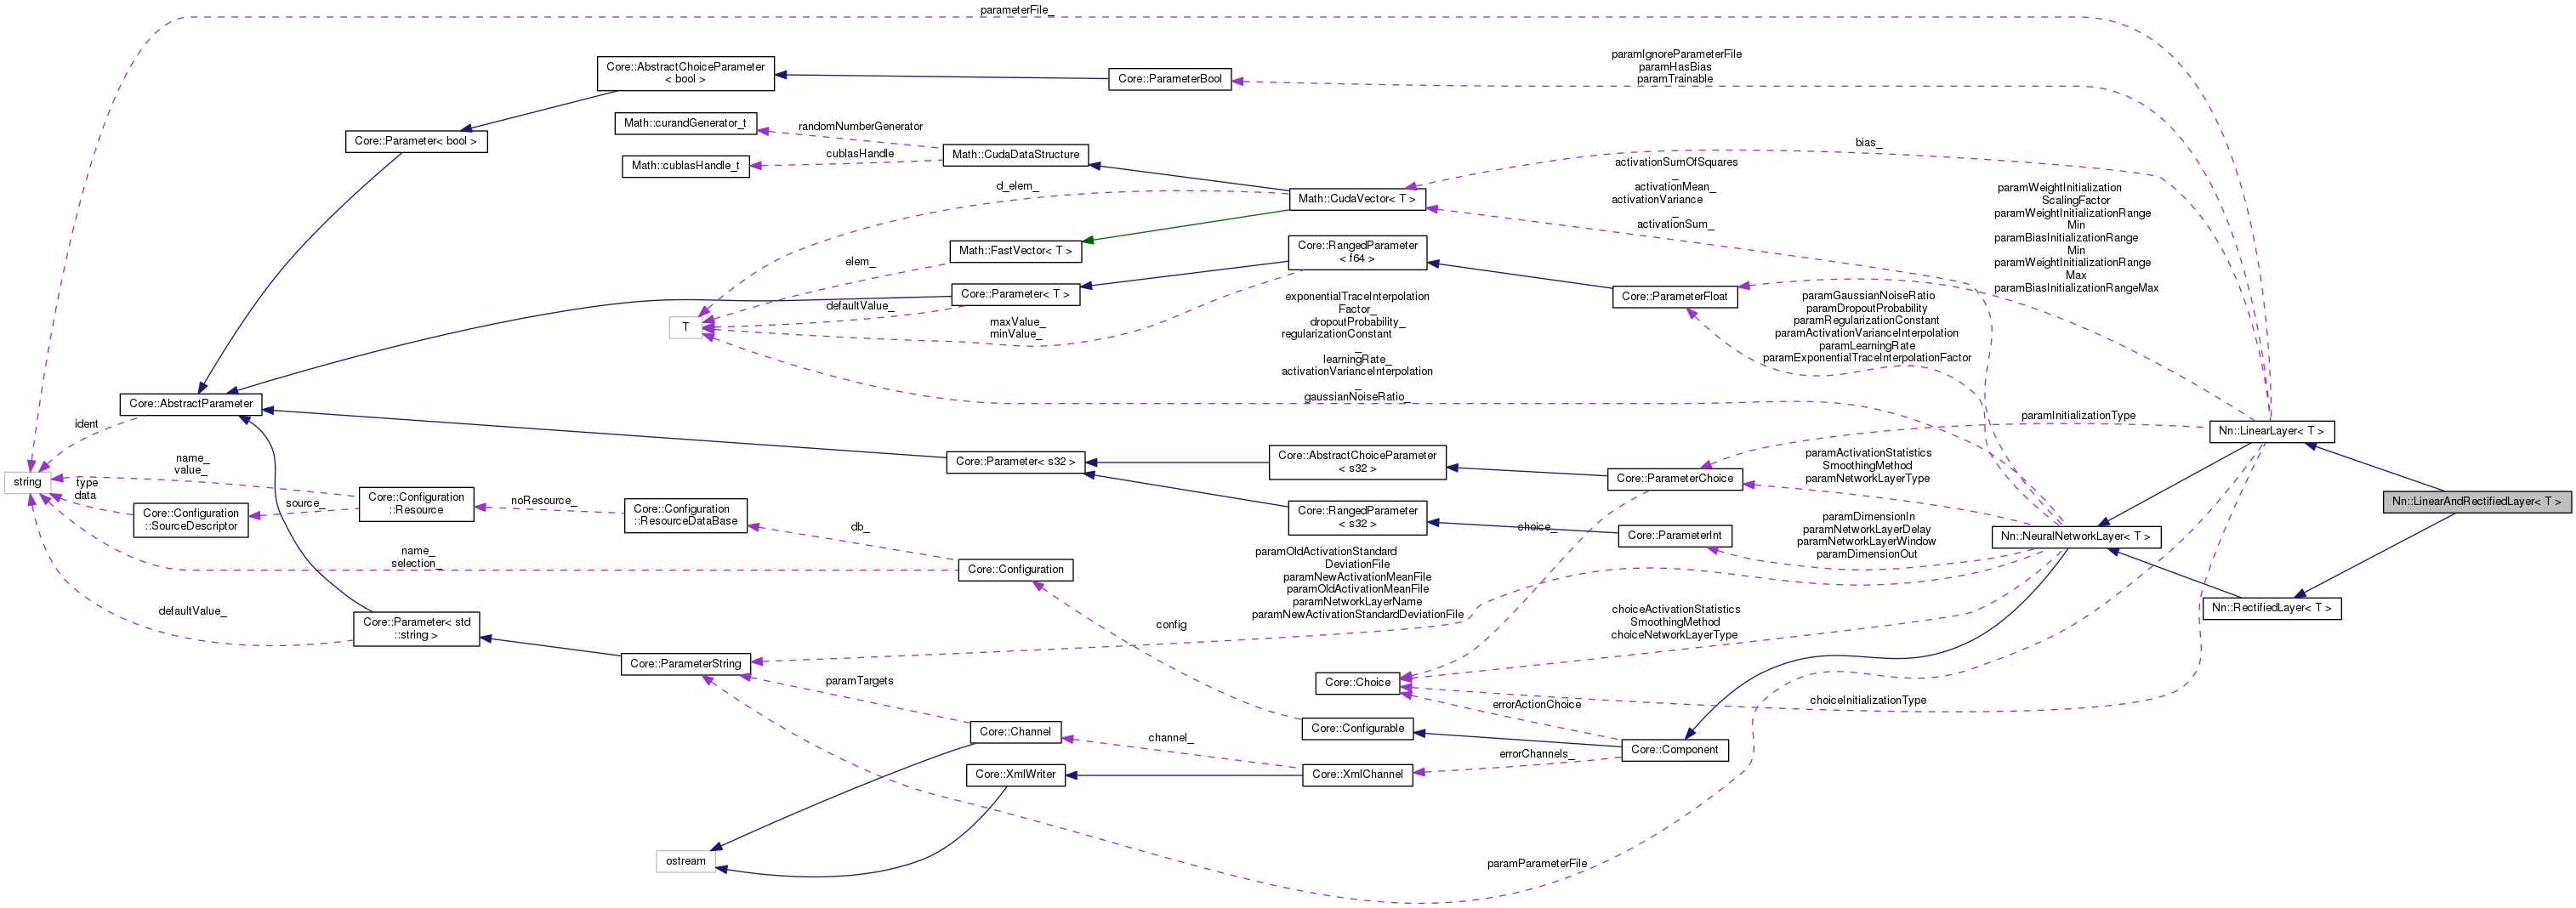 parameterFile_
Core::AbstractChoiceParameter
< bool >
Core::ParameterBool
paramIgnoreParameterFile
paramHasBias
paramTrainable
Math::curandGenerator_t
randomNumberGenerator
Core::Parameter< bool >
Math::cublasHandle_t
cublasHandle
Math::CudaDataStructure
bias_
d_elem_
Math::CudaVector< T >
activationSumOfSquares
_
activationMean_
activationVariance
_
activationSum_
paramWeightInitialization
ScalingFactor
paramWeightInitializationRange
Min
paramBiasInitializationRange
Min
paramWeightInitializationRange
Max
paramBiasInitializationRangeMax
Math::FastVector< T >
elem_
Core::RangedParameter
< f64 >
Core::Parameter< T >
defaultValue_
T
maxValue_
minValue_
Core::ParameterFloat
exponentialTraceInterpolation
Factor_
dropoutProbability_
regularizationConstant
_
learningRate_
activationVarianceInterpolation
_
gaussianNoiseRatio_
paramGaussianNoiseRatio
paramDropoutProbability
paramRegularizationConstant
paramActivationVarianceInterpolation
paramLearningRate
paramExponentialTraceInterpolationFactor
Core::AbstractParameter
ident
paramInitializationType
Nn::LinearLayer< T >
name_
value_
string
type
data
Core::Configuration
::SourceDescriptor
source_
Core::Configuration
::Resource
noResource_
Core::Configuration
::ResourceDataBase
db_
Core::Parameter< s32 >
Core::AbstractChoiceParameter
< s32 >
Core::ParameterChoice
paramActivationStatistics
SmoothingMethod
paramNetworkLayerType
Nn::LinearAndRectifiedLayer< T >
Core::RangedParameter
< s32 >
choice_
Core::ParameterInt
paramDimensionIn
paramNetworkLayerDelay
paramNetworkLayerWindow
paramDimensionOut
Nn::NeuralNetworkLayer< T >
name_
selection_
Core::Configuration
paramOldActivationStandard
DeviationFile
paramNewActivationMeanFile
paramOldActivationMeanFile
paramNetworkLayerName
paramNewActivationStandardDeviationFile
defaultValue_
Core::Parameter< std
::string >
config
choiceActivationStatistics
SmoothingMethod
choiceNetworkLayerType
Nn::RectifiedLayer< T >
Core::ParameterString
paramTargets
Core::Choice
errorActionChoice
choiceInitializationType
Core::Channel
channel_
Core::Configurable
Core::Component
errorChannels_
Core::XmlWriter
Core::XmlChannel
ostream
paramParameterFile